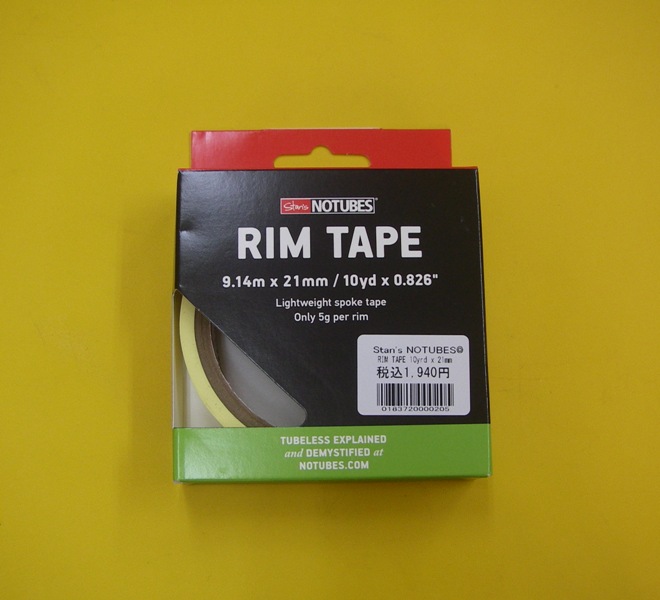 Stan's NOTUBES®
RIM TAPE
9.14m x 21mm / 10yd x 0.826"
Lightweight spoke tape
Only 5g per rim
Stan's NOTUBES®
RIM TAPE 10yrd x 21mm
税込1,940円
0183720000205
TUBELESS EXPLAINED
and DEMYSTIFIED at
NOTUBES.COM